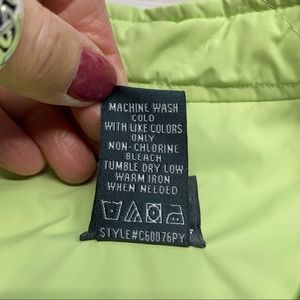 MACHINE WASH
COLD
WITH LIKE COLORS
ONLY
NON-CHLORINE
BLEACH
TUMBLE DRY LOW
WARM IRON
WHEN NEEDED
STYLE#C60076PY